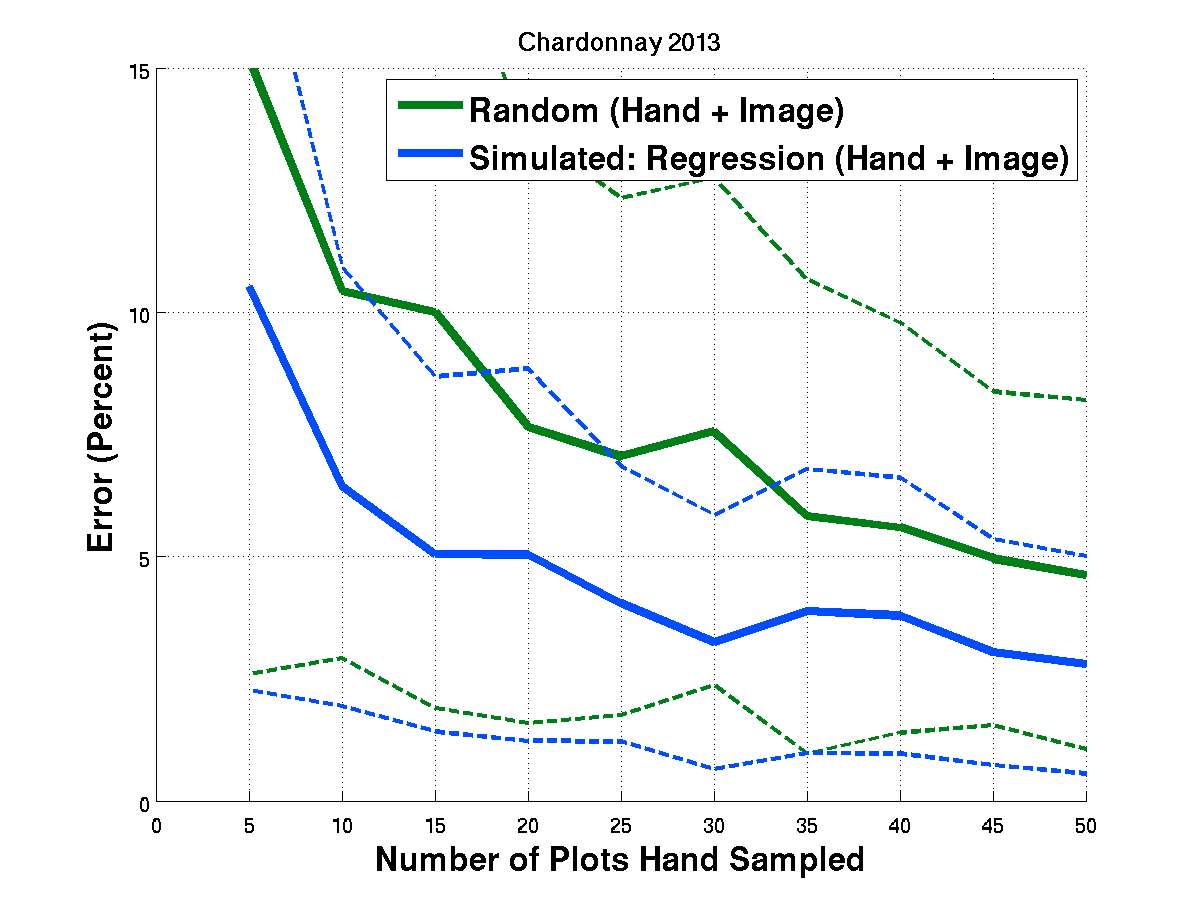 Chardonnay 2013
Random (Hand + Image)
Simulated: Regression (Hand + Image)
15
10
5
0
Error (Percent)
0 5 10 15 20 25 30 35 40 45 50
Number of Plots Hand Sampled